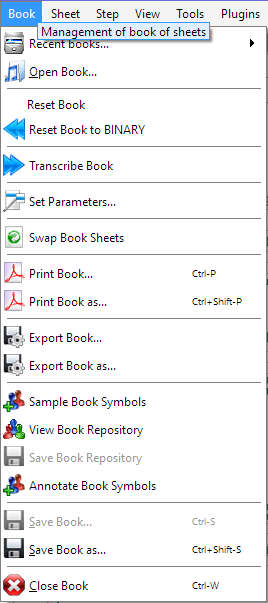 Book Sheet Step View Tools Plugins
Management of book of sheets
Recent books...
Open Book...
Reset Book
Reset Book to BINARY
Transcribe Book
Set Parameters...
Swap Book Sheets
Print Book... Ctrl-P
Print Book as... Ctrl+Shift-P
Export Book...
Export Book as...
Sample Book Symbols
View Book Repository
Save Book Repository
Annotate Book Symbols
Save Book... Ctrl-S
Save Book as... Ctrl+Shift-S
Close Book Ctrl-W